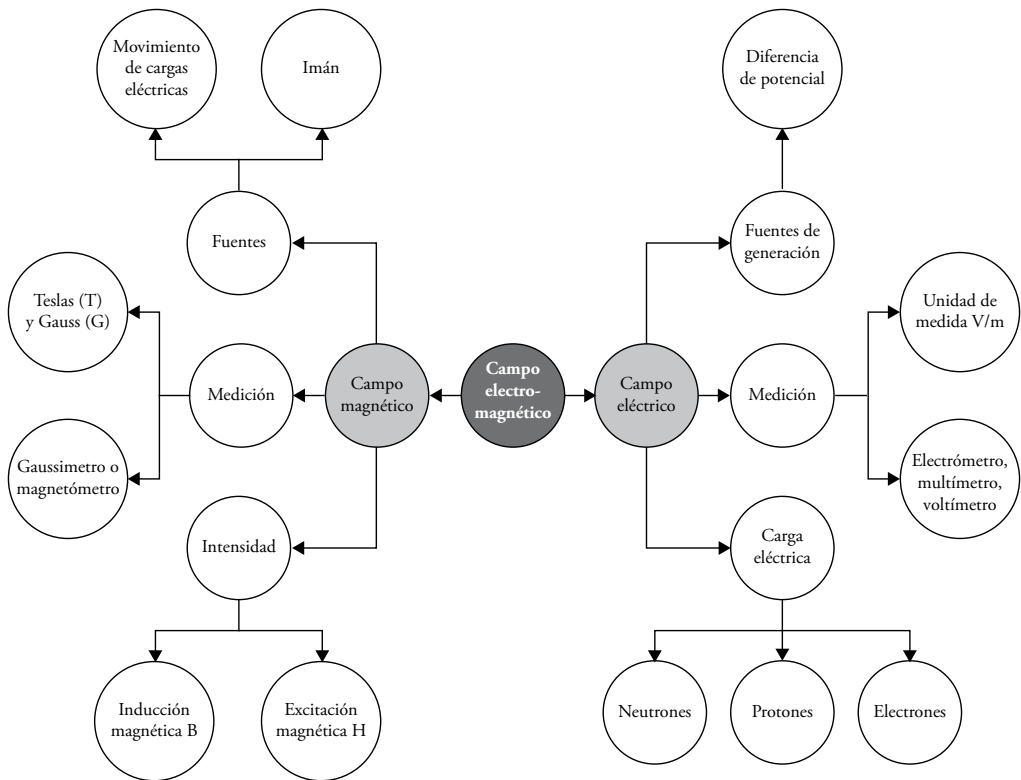 Movimiento
de cargas
eléctricas
Imán
Diferencia
de potencial
Fuentes
Fuentes de
generación
Teslas (T)
y Gauss (G)
Unidad de
medida V/m
Medición
Campo
magnético
Campo
electro-
magnético
Campo
eléctrico
Medición
Gaussimetro o
magnetómetro
Electrómetro,
multímetro,
voltímetro
Intensidad
Carga
eléctrica
Inducción
magnética B
Excitación
magnética H
Neutrones
Protones
Electrones